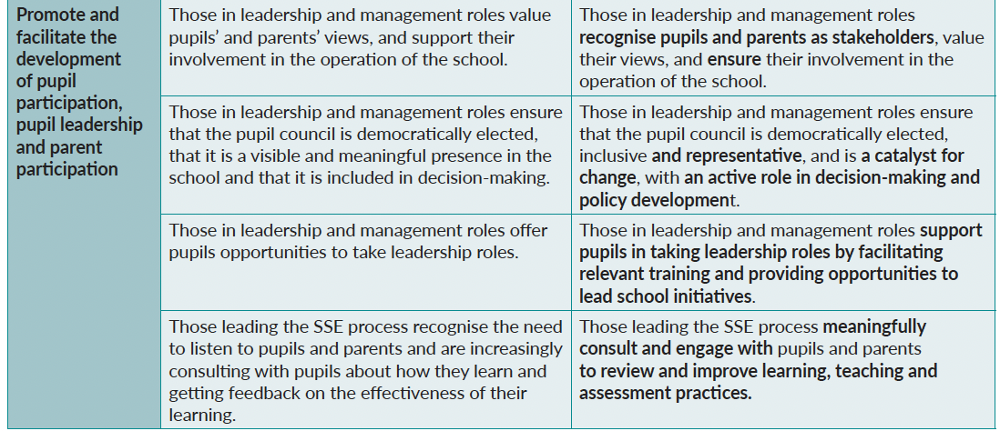 Promote and
facilitate the
development
of pupil
participation,
pupil leadership
and parent
participation
Those in leadership and management roles value
pupils' and parents' views, and support their
involvement in the operation of the school.
Those in leadership and management roles
recognise pupils and parents as stakeholders, value
their views, and ensure their involvement in the
operation of the school.
Those in leadership and management roles ensure
that the pupil council is democratically elected,
that it is a visible and meaningful presence in the
school and that it is included in decision-making.
Those in leadership and management roles ensure
that the pupil council is democratically elected,
inclusive and representative, and is a catalyst for
change, with an active role in decision-making and
policy development.
Those in leadership and management roles offer
pupils opportunities to take leadership roles.
Those in leadership and management roles support
pupils in taking leadership roles by facilitating
relevant training and providing opportunities to
lead school initiatives.
Those leading the SSE process recognise the need
to listen to pupils and parents and are increasingly
consulting with pupils about how they learn and
getting feedback on the effectiveness of their
learning.
Those leading the SSE process meaningfully
consult and engage with pupils and parents
to review and improve learning, teaching and
assessment practices.